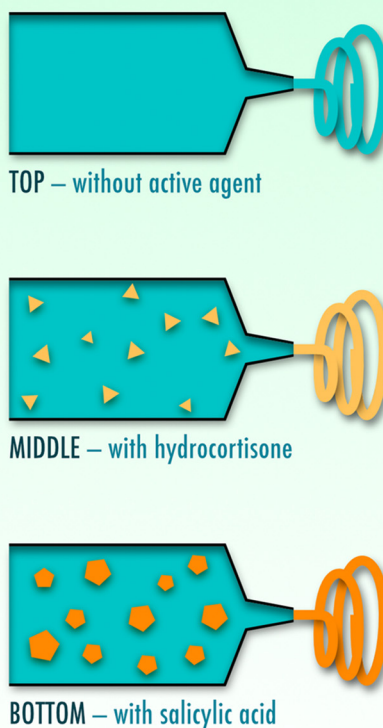 TOP – without active agent
MIDDLE – with hydrocortisone
BOTTOM – with salicylic acid